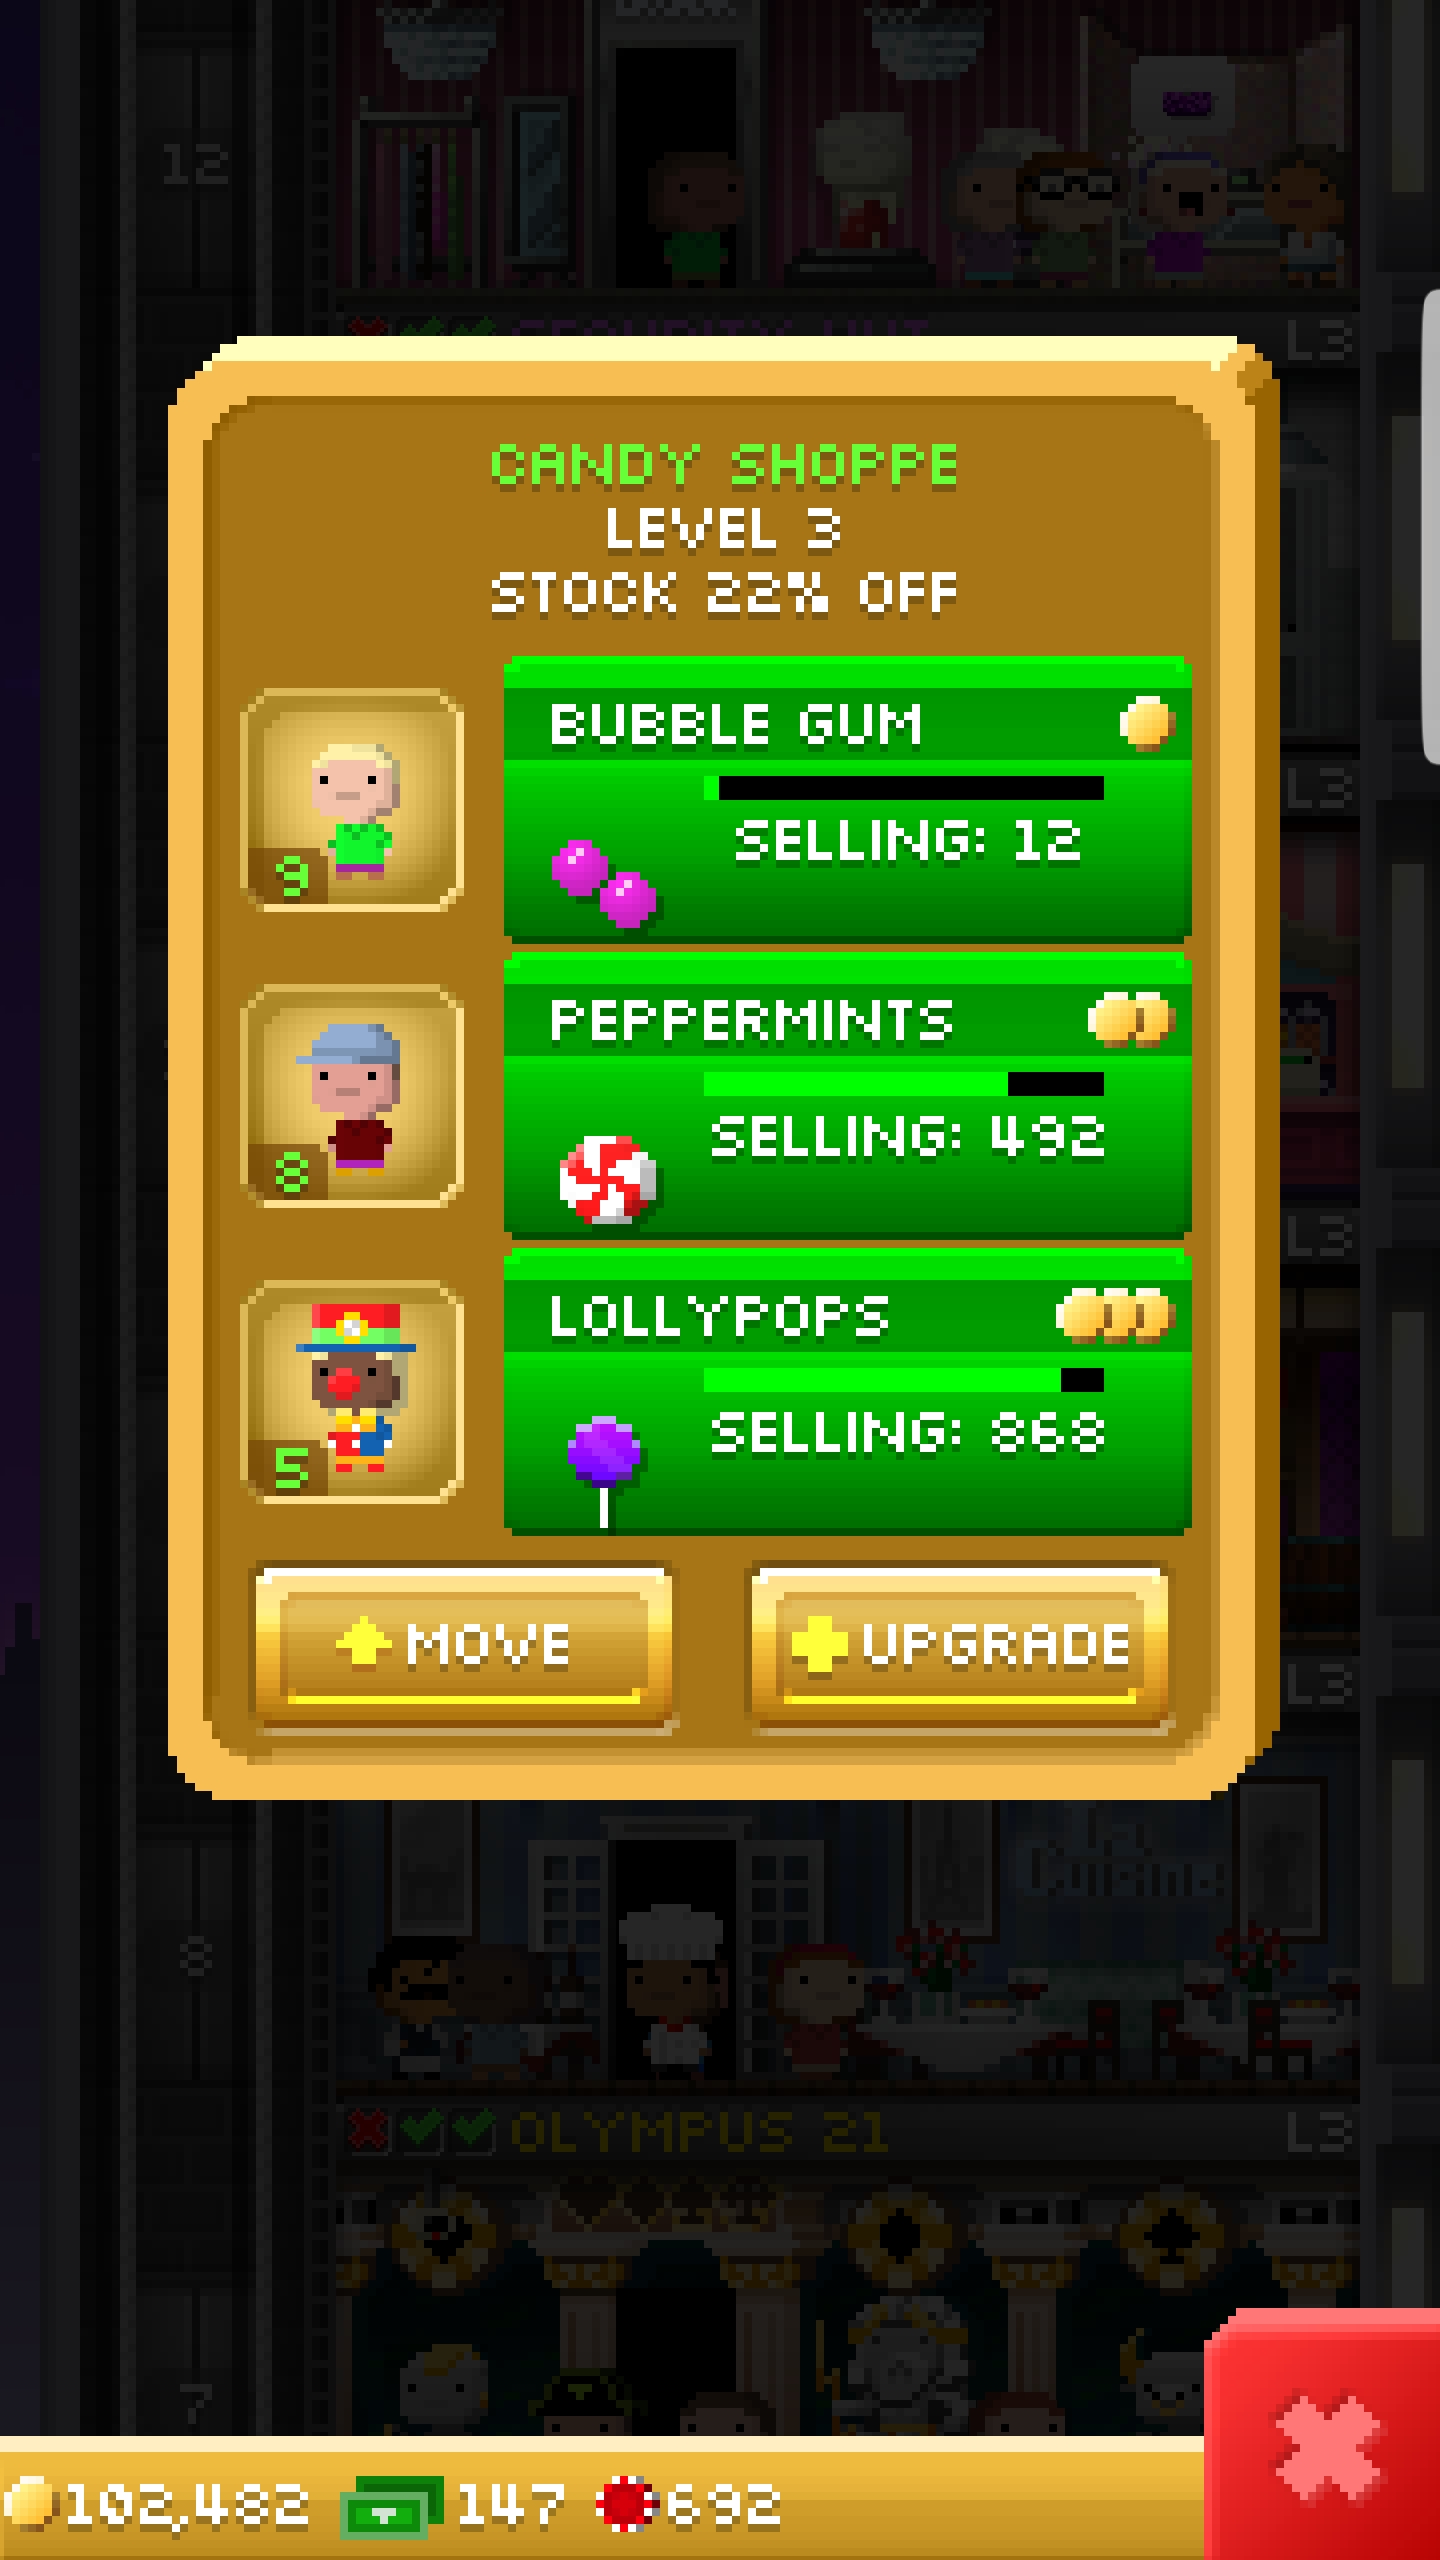 12
L3
CANDY SHOPPE
LEVEL 3
STOCK 22% OFF
BUBBLE GUM
L3
SELLING: 12
9
PEPPERMINTS
SELLING: 492
8
L3
LOLLYPOPS
SELLING: 868
5
MOVE
UPGRADE
L3
Cuisine
8
OLYMPUS 21
L3
7
102,482
147
692